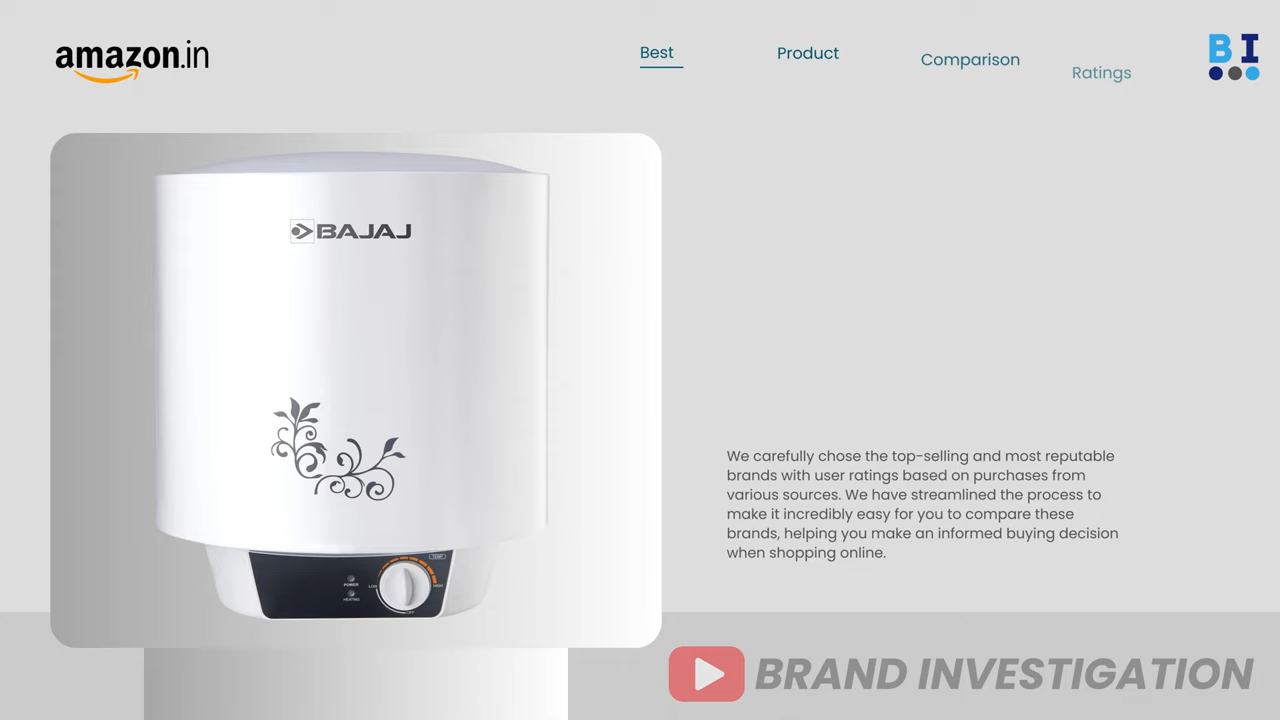 amazon.in
Best
Product
Comparison
Ratings
BI
BAJAJ
We carefully chose the top-selling and most reputable
brands with user ratings based on purchases from
various sources. We have streamlined the process to
make it incredibly easy for you to compare these
brands, helping you make an informed buying decision
when shopping online.
TEMP
POWER
LOW
HIGH
HEATING
OFF
BRAND INVESTIGATION